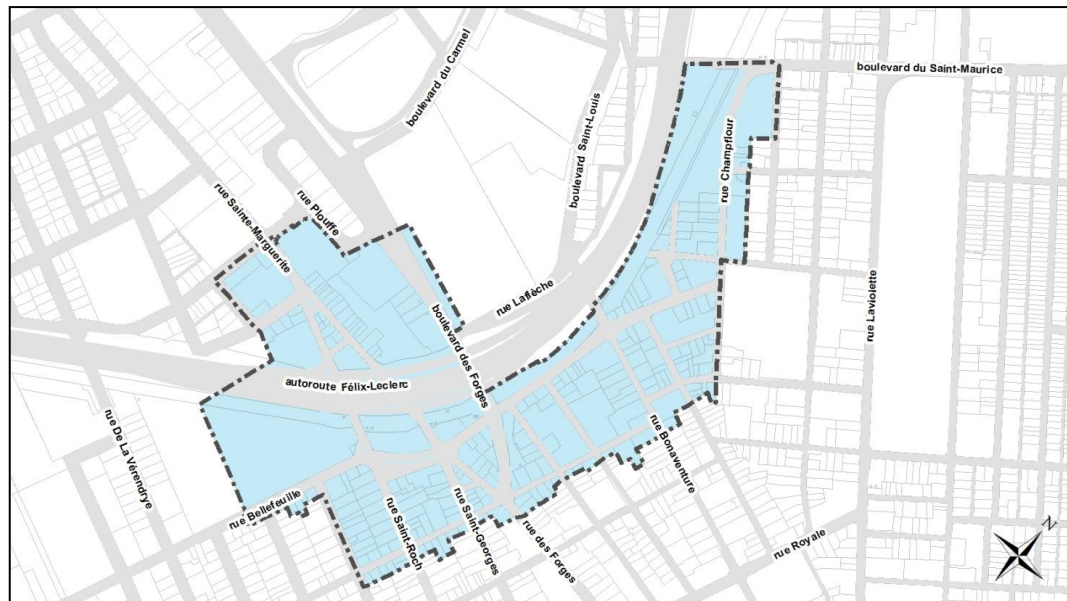 boulevard du Carmel
boulevard du Saint-Maurice
boulevard Saint-Louis
rue Champflour
rue Sainte-Marguerite
rue Plouffe
rue Laflèche
rue Laviolette
boulevard des Forges
autoroute Félix-Leclerc
rue De La Vérendrye
rue Bonaventure
rue Bellefeuille
rue Saint-Roch
rue Saint-Georges
rue des Forges
rue Royale
N